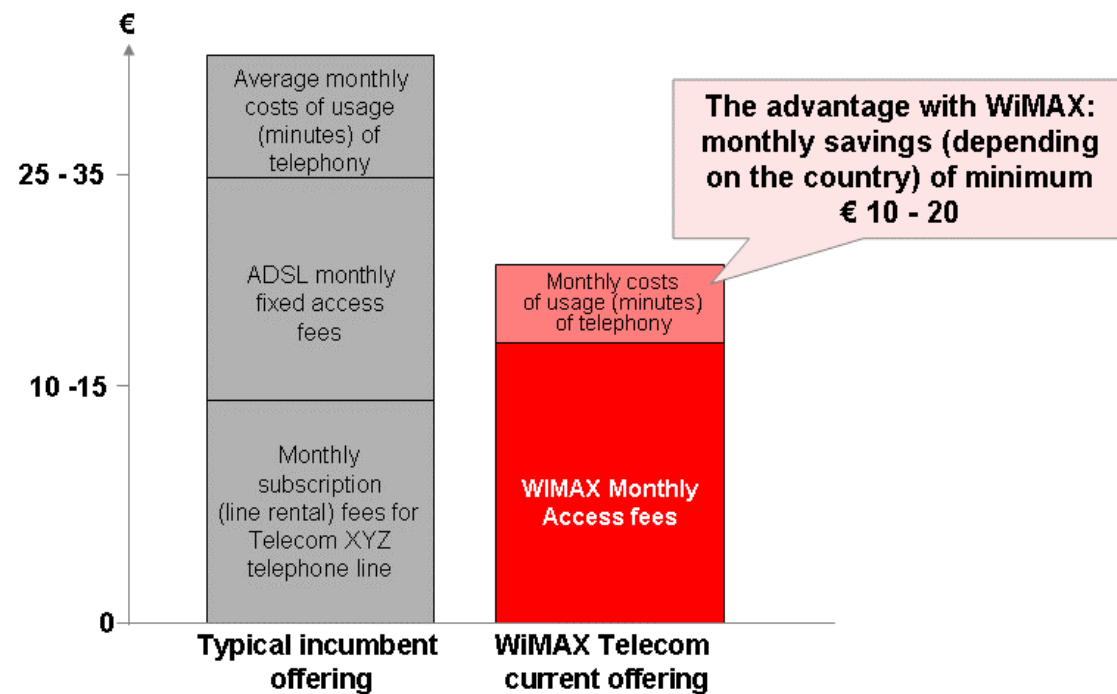 €
25 - 35
10 -15
0
Average monthly
costs of usage
(minutes) of
telephony
ADSL monthly
fixed access
fees
Monthly
subscription
(line rental) fees for
Telecom XYZ
telephone line
The advantage with WiMAX:
monthly savings (depending
on the country) of minimum
€ 10 - 20
Monthly costs
of usage (minutes)
of telephony
WIMAX Monthly
Access fees
Typical incumbent
offering
WiMAX Telecom
current offering